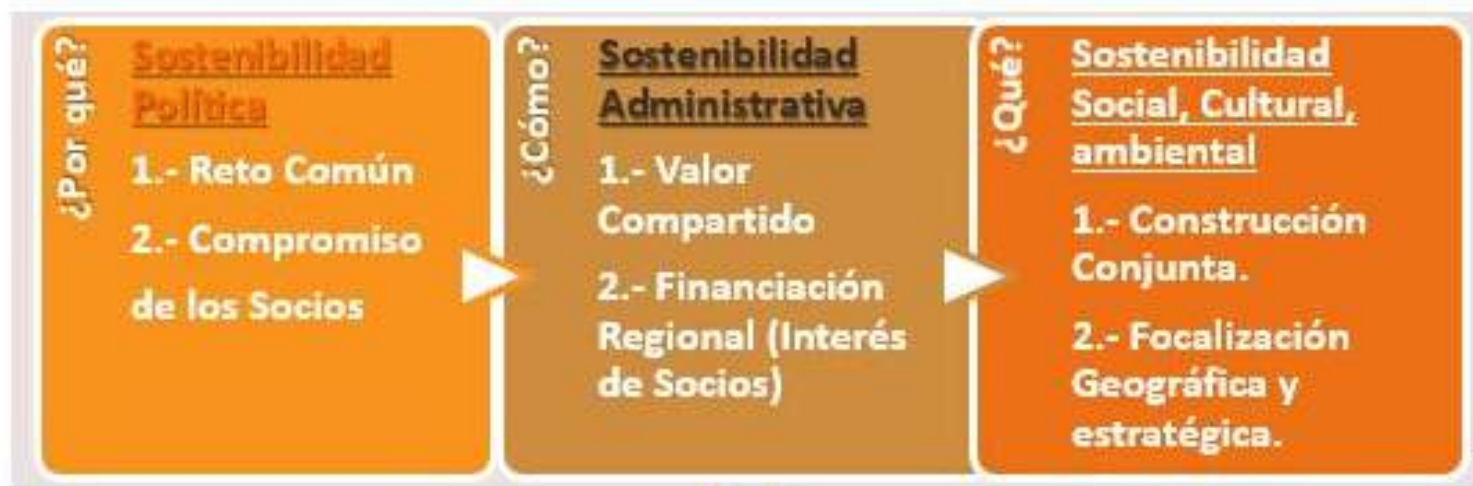 ¿Por qué?
Sostenibilidad
Política
1.- Reto Común
2.- Compromiso
de los Socios
¿Cómo?
Sostenibilidad
Administrativa
1.- Valor
Compartido
2.- Financiación
Regional (Interés
de Socios)
¿Qué?
Sostenibilidad
Social, Cultural,
ambiental
1.- Construcción
Conjunta.
2.- Focalización
Geográfica y
estratégica.